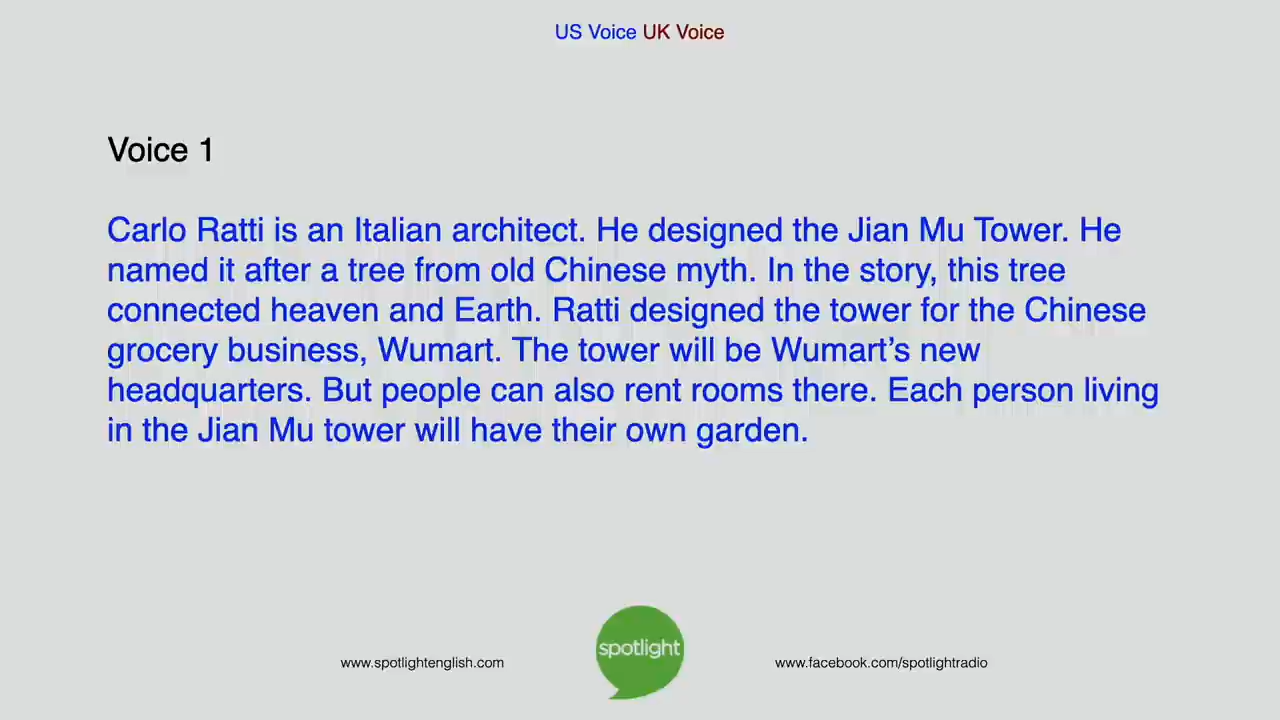 US Voice UK Voice
Voice 1
Carlo Ratti is an Italian architect. He designed the Jian Mu Tower. He
named it after a tree from old Chinese myth. In the story, this tree
connected heaven and Earth. Ratti designed the tower for the Chinese
grocery business, Wumart. The tower will be Wumart’s new
headquarters. But people can also rent rooms there. Each person living
in the Jian Mu tower will have their own garden.
spotlight
www.spotlightenglish.com
www.facebook.com/spotlightradio